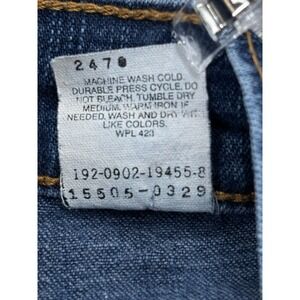 247
MACHINE WASH COLD.
DURABLE PRESS CYCLE. DO
NOT BLEACH. TUMBLE DRY
MEDIUM. WARM IRON IF
NEEDED. WASH AND DRY WITH
LIKE COLORS.
WPL 423
192-0902-19455-8
15505-0329